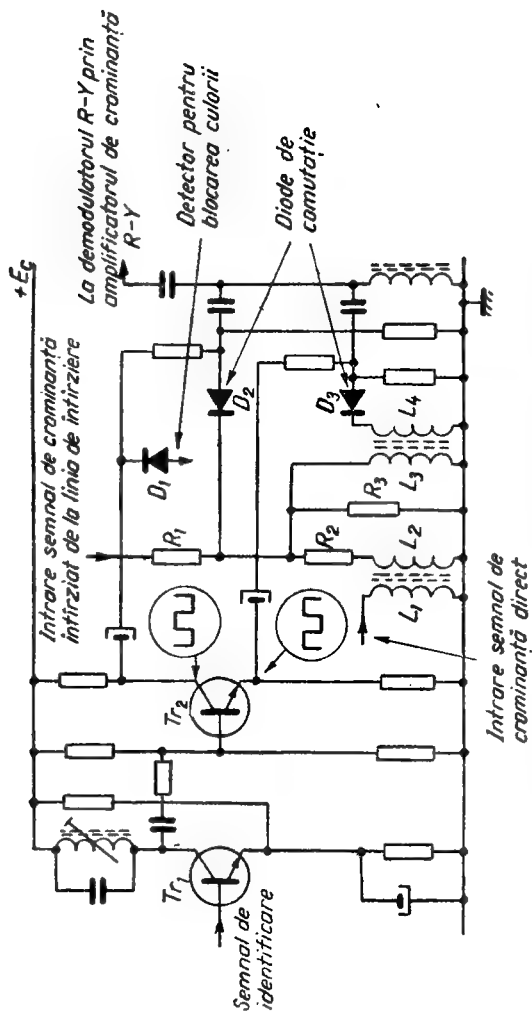 +E_C
La demodulatorul R-Y prin
amplificatorul de crominanță
R-Y
Detector pentru
blocarea culorii
Diode de
comutație
Intrare semnal de crominanță
întîrziat de la linia de întîrziere
D1
D2
D3
R1
R2
R3
L1
L2
L3
L4
Tr1
Tr2
Semnal de
identificare
Intrare semnal de
crominanță direct